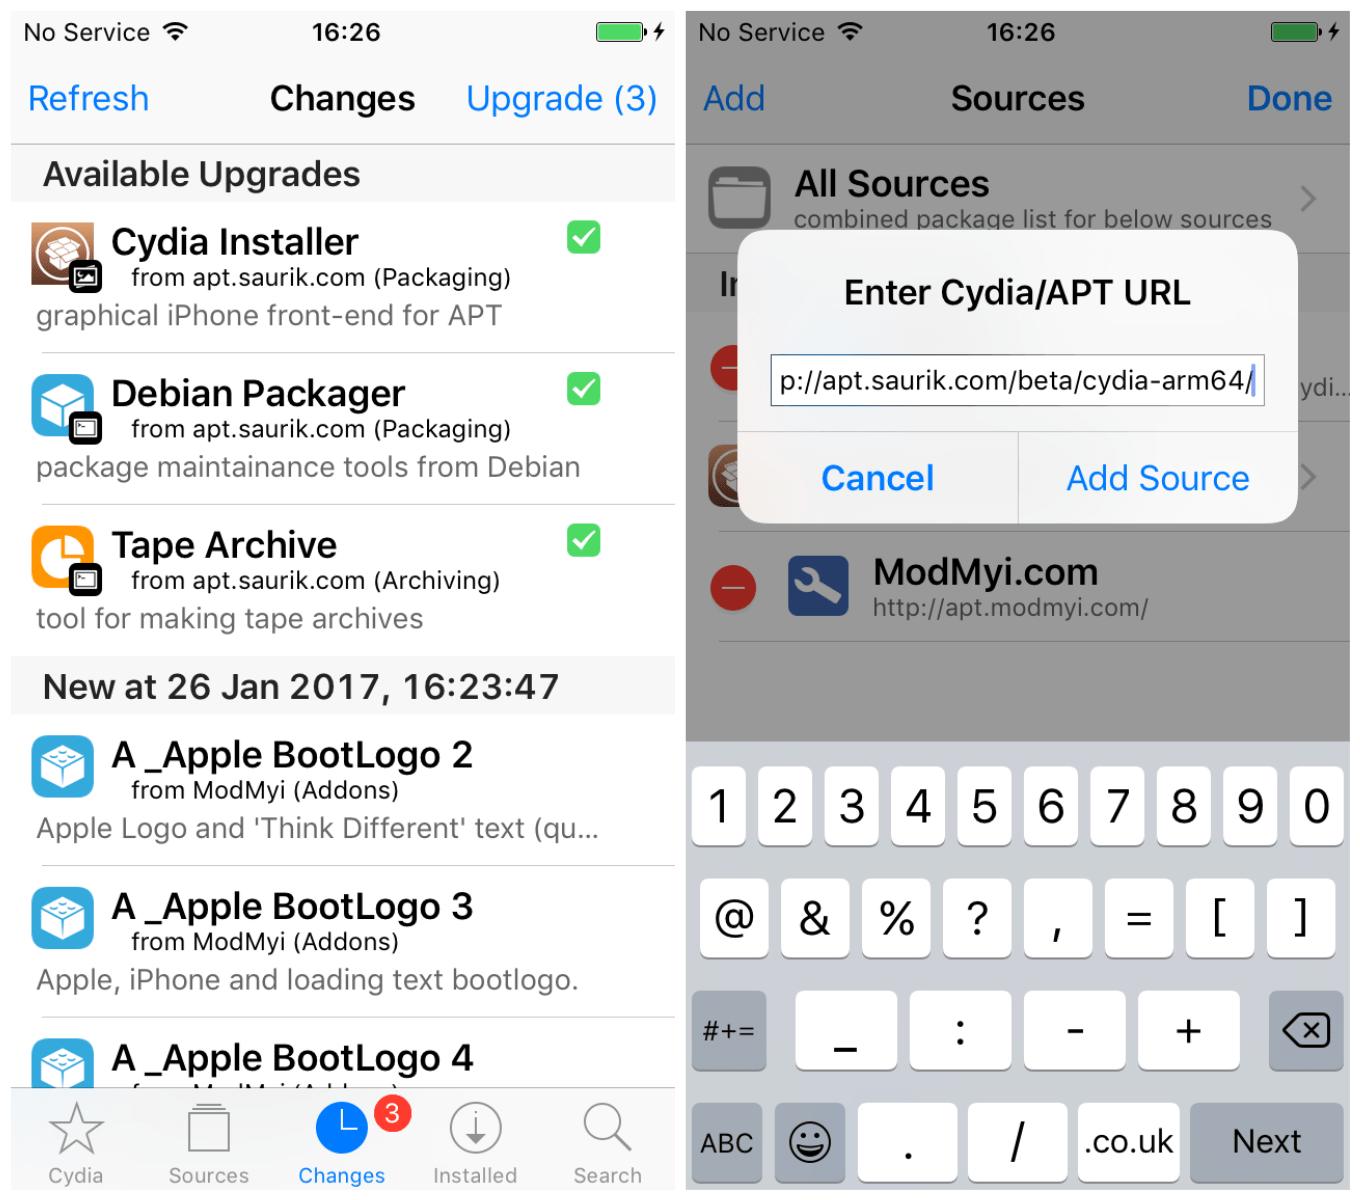 No Service 16:26
Refresh Changes Upgrade (3)
Available Upgrades
Cydia Installer
from apt.saurik.com (Packaging)
graphical iPhone front-end for APT
Debian Packager
from apt.saurik.com (Packaging)
package maintainance tools from Debian
Tape Archive
from apt.saurik.com (Archiving)
tool for making tape archives
New at 26 Jan 2017, 16:23:47
A _Apple BootLogo 2
from ModMyi (Addons)
Apple Logo and 'Think Different' text (qu...
A _Apple BootLogo 3
from ModMyi (Addons)
Apple, iPhone and loading text bootlogo.
A _Apple BootLogo 4
3
Cydia Sources Changes Installed Search
No Service 16:26
Add Sources Done
All Sources
combined package list for below sources
Enter Cydia/APT URL
p://apt.saurik.com/beta/cydia-arm64/
ydi...
Cancel Add Source
ModMyi.com
http://apt.modmyi.com/
1 2 3 4 5 6 7 8 9 0
@ & % ? , = [ ]
#+= _ : - +
ABC . / .co.uk Next